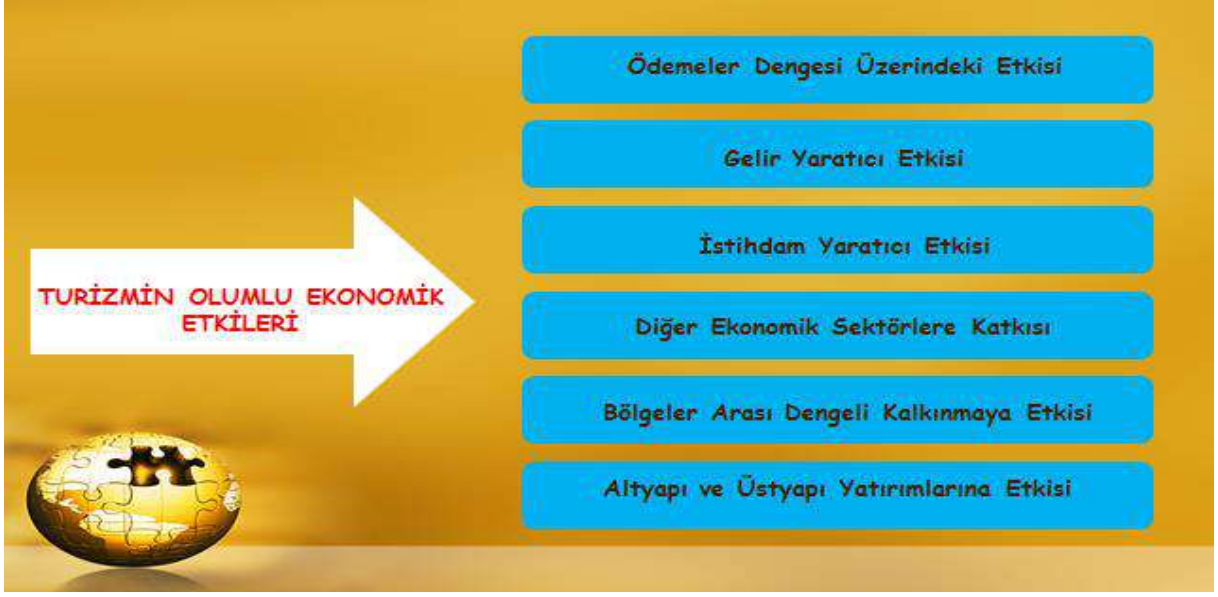 Ödemeler Dengesi Üzerindeki Etkisi
Gelir Yaratıcı Etkisi
İstihdam Yaratıcı Etkisi
TURİZMİN OLUMLU EKONOMİK
ETKİLERİ
Diğer Ekonomik Sektörlere Katkısı
Bölgeler Arası Dengeli Kalkınmaya Etkisi
Altyapı ve Üstyapı Yatırımlarına Etkisi